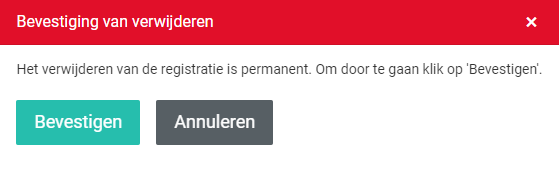 Bevestiging van verwijderen
Het verwijderen van de registratie is permanent. Om door te gaan klik op 'Bevestigen'.
Bevestigen
Annuleren